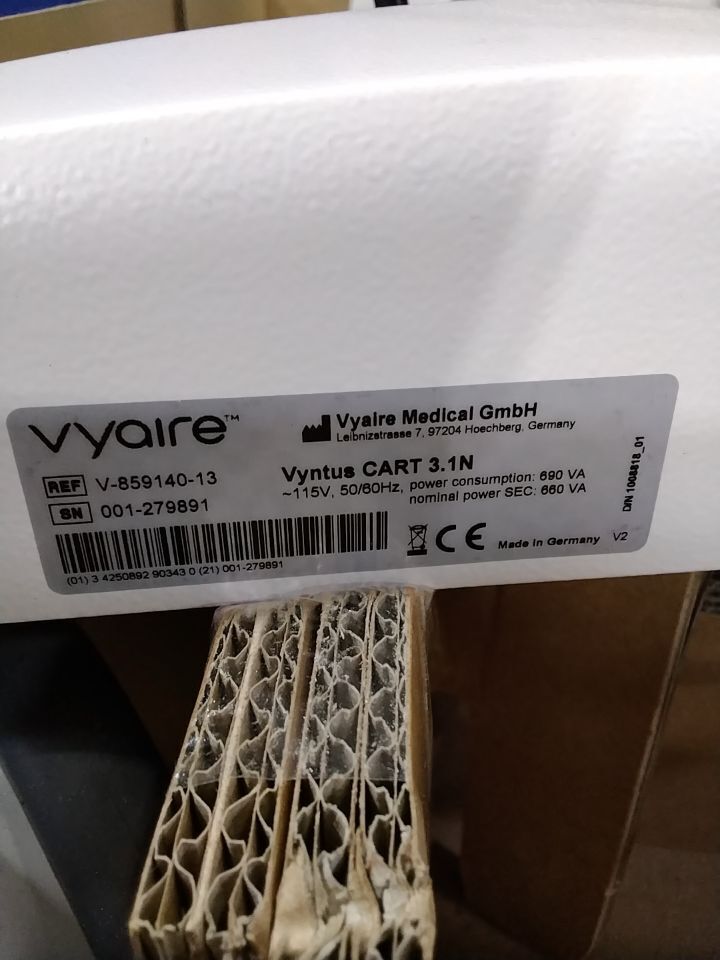 vyaire™
Vyaire Medical GmbH
Leibnizstrasse 7, 97204 Hoechberg, Germany
REF V-859140-13
SN 001-279891
Vyntus CART 3.1N
~115V, 50/60Hz, power consumption: 690 VA
nominal power SEC: 660 VA
(01) 3 4250892 90343 0 (21) 001-279891
CE Made in Germany V2
D/N 1008818_01